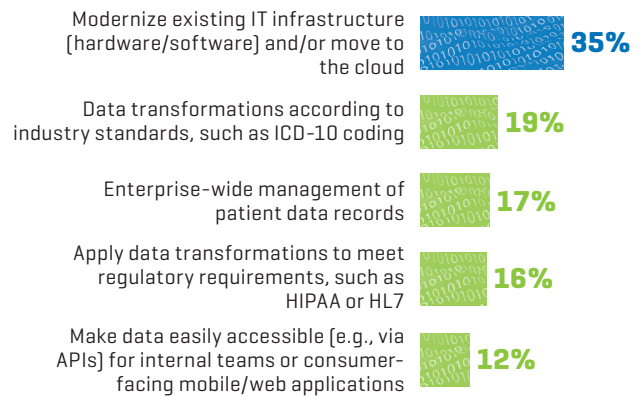 Modernize existing IT infrastructure
(hardware/software) and/or move to
the cloud
35%
Data transformations according to
industry standards, such as ICD-10 coding
19%
Enterprise-wide management of
patient data records
17%
Apply data transformations to meet
regulatory requirements, such as
HIPAA or HL7
16%
Make data easily accessible (e.g., via
APIs) for internal teams or consumer-
facing mobile/web applications
12%